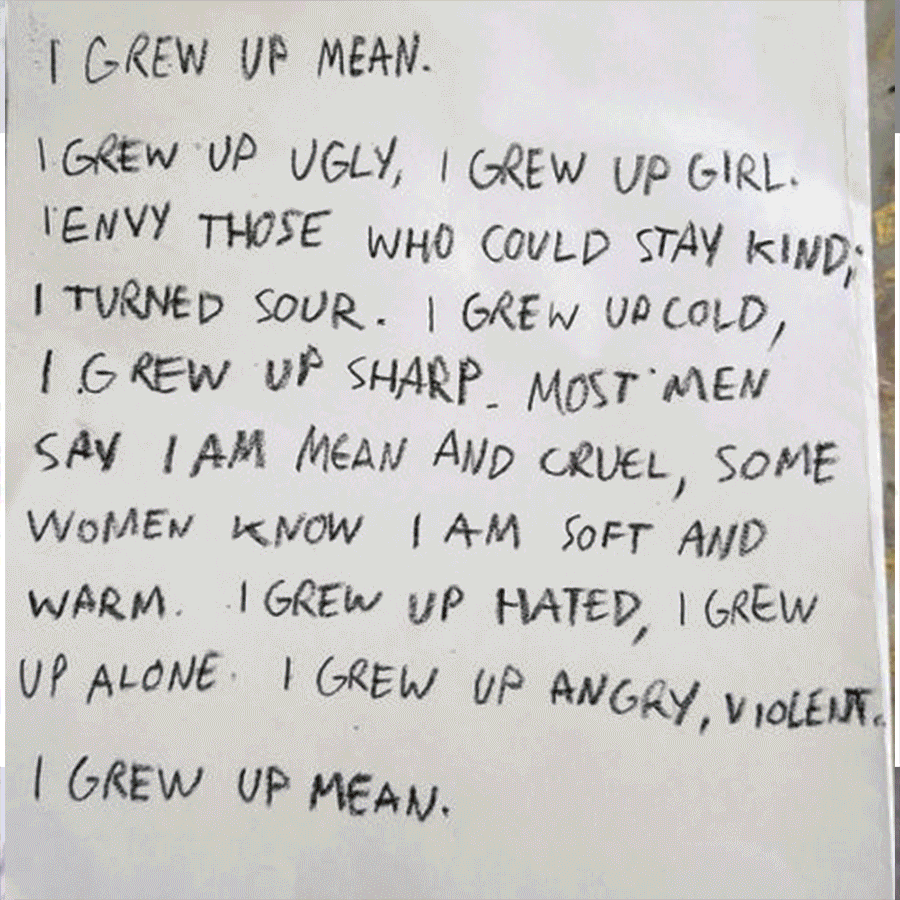 I GREW UP MEAN.
I GREW UP UGLY, I GREW UP GIRL.
I ENVY THOSE WHO COULD STAY KIND;
I TURNED SOUR. I GREW UP COLD,
I GREW UP SHARP. MOST MEN
SAY I AM MEAN AND CRUEL, SOME
WOMEN KNOW I AM SOFT AND
WARM. I GREW UP HATED, I GREW
UP ALONE. I GREW UP ANGRY, VIOLENT.
I GREW UP MEAN.